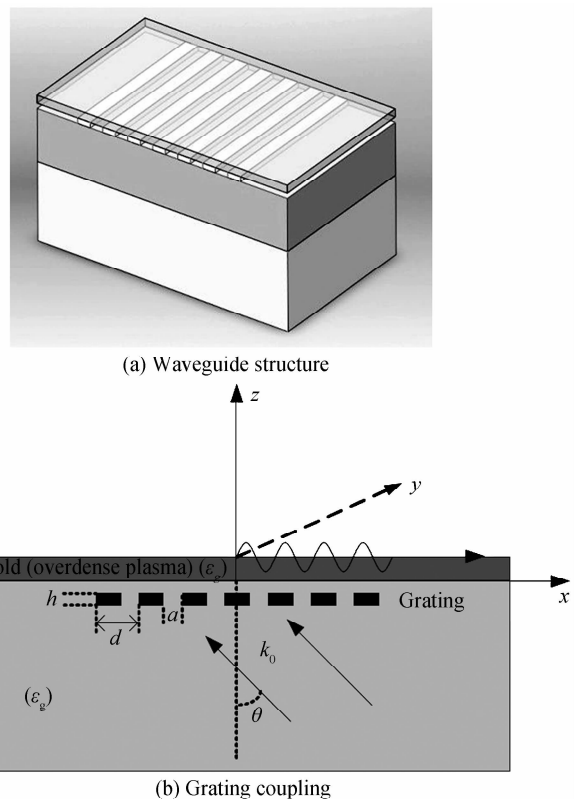 (a) Waveguide structure
z
y
old (overdense plasma) (εg)
x
h
a
Grating
d
k0
(εg)
θ
(b) Grating coupling